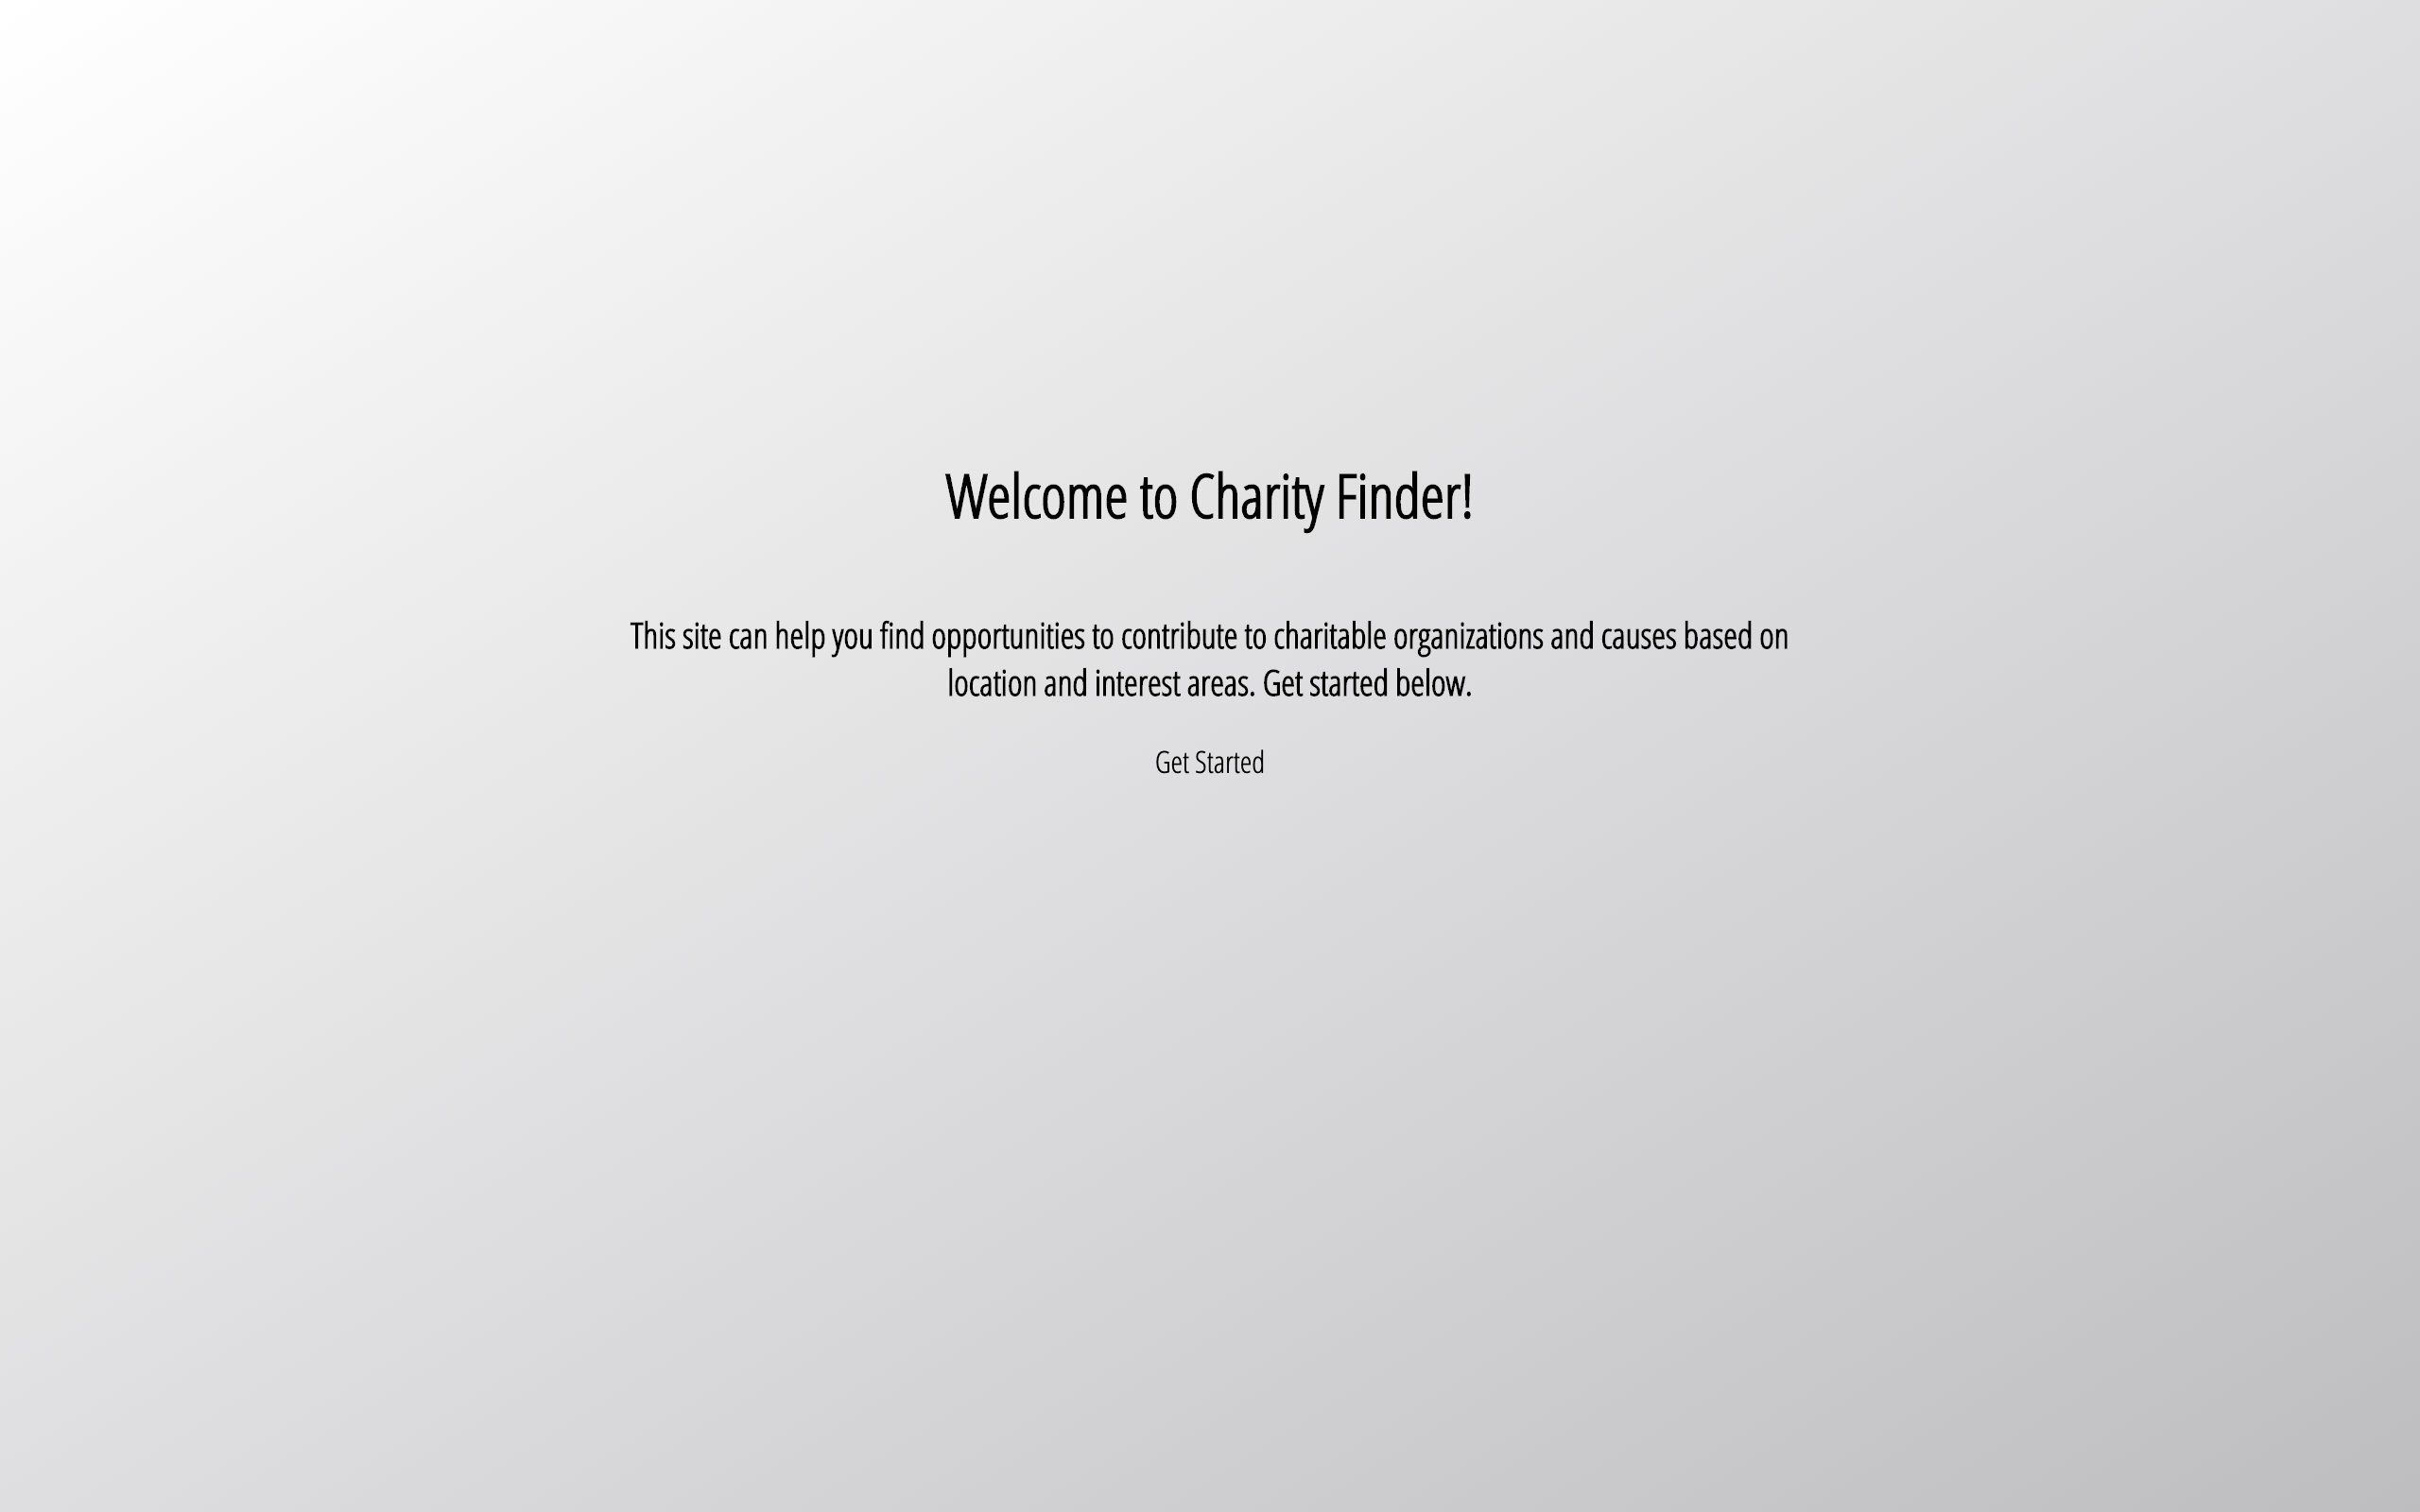 Welcome to Charity Finder!
This site can help you find opportunities to contribute to charitable organizations and causes based on
location and interest areas. Get started below.
Get Started